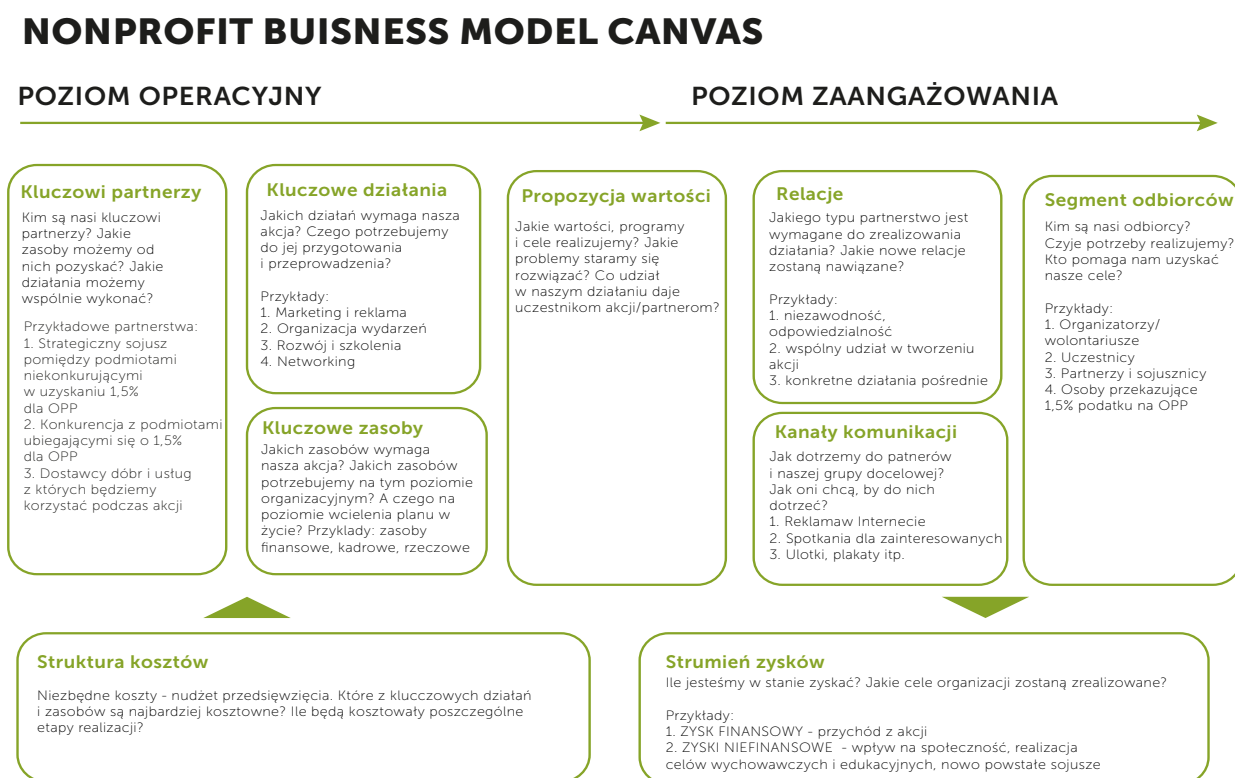 NONPROFIT BUISNESS MODEL CANVAS
POZIOM OPERACYJNY
POZIOM ZAANGAŻOWANIA
Kluczowi partnerzy
Kim są nasi kluczowi
partnerzy? Jakie
zasoby możemy od
nich pozyskać? Jakie
działania możemy
wspólnie wykonać?
Przykładowe partnerstwa:
1. Strategiczny sojusz
pomiędzy podmiotami
niekonkurującymi
w uzyskaniu 1,5%
dla OPP
2. Konkurencja z podmiotami
ubiegającymi się o 1,5%
dla OPP
3. Dostawcy dóbr i usług
z których będziemy
korzystać podczas akcji
Kluczowe działania
Jakich działań wymaga nasza
akcja? Czego potrzebujemy
do jej przygotowania
i przeprowadzenia?
Przykłady:
1. Marketing i reklama
2. Organizacja wydarzeń
3. Rozwój i szkolenia
4. Networking
Kluczowe zasoby
Jakich zasobów wymaga
nasza akcja? Jakich zasobów
potrzebujemy na tym poziomie
organizacyjnym? A czego na
poziomie wcielenia planu w
życie? Przyklady: zasoby
finansowe, kadrowe, rzeczowe
Propozycja wartości
Jakie wartości, programy
i cele realizujemy? Jakie
problemy staramy się
rozwiązać? Co udział
w naszym działaniu daje
uczestnikom akcji/partnerom?
Relacje
Jakiego typu partnerstwo jest
wymagane do zrealizowania
działania? Jakie nowe relacje
zostaną nawiązane?
Przykłady:
1. niezawodność,
odpowiedzialność
2. wspólny udział w tworzeniu
akcji
3. konkretne działania pośrednie
Kanały komunikacji
Jak dotrzemy do patnerów
i naszej grupy docelowej?
Jak oni chcą, by do nich
dotrzeć?
1. Reklamaw Internecie
2. Spotkania dla zainteresowanych
3. Ulotki, plakaty itp.
Segment odbiorców
Kim są nasi odbiorcy?
Czyje potrzeby realizujemy?
Kto pomaga nam uzyskać
nasze cele?
Przykłady:
1. Organizatorzy/
wolontariusze
2. Uczestnicy
3. Partnerzy i sojusznicy
4. Osoby przekazujące
1,5% podatku na OPP
Struktura kosztów
Niezbędne koszty - nudżet przedsięwzięcia. Które z klucczowych działań
i zasobów są najbardziej kosztowne? Ile będą kosztowały poszczególne
etapy realizacji?
Strumień zysków
Ile jesteśmy w stanie zyskać? Jakie cele organizacji zostaną zrealizowane?
Przykłady:
1. ZYSK FINANSOWY - przychód z akcji
2. ZYSKI NIEFINANSOWE - wpływ na społeczność, realizacja
celów wychowawczych i edukacyjnych, nowo powstałe sojusze